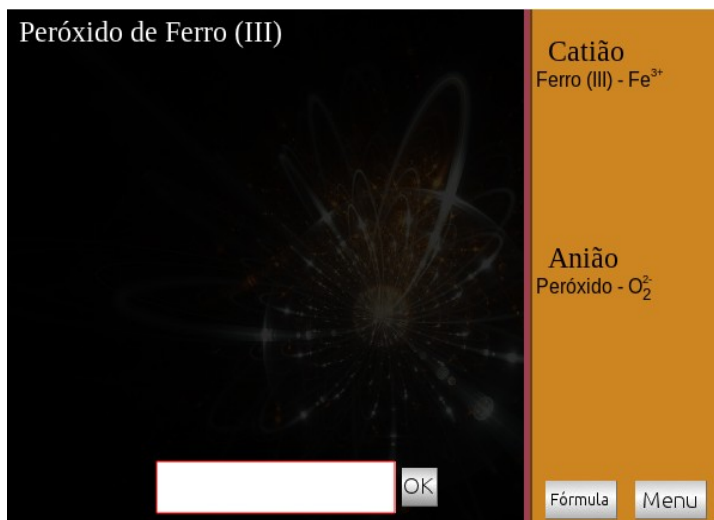 Peróxido de Ferro (III)
Catião
Ferro (III) - Fe³⁺
Anião
Peróxido - O₂²⁻
OK
Fórmula
Menu